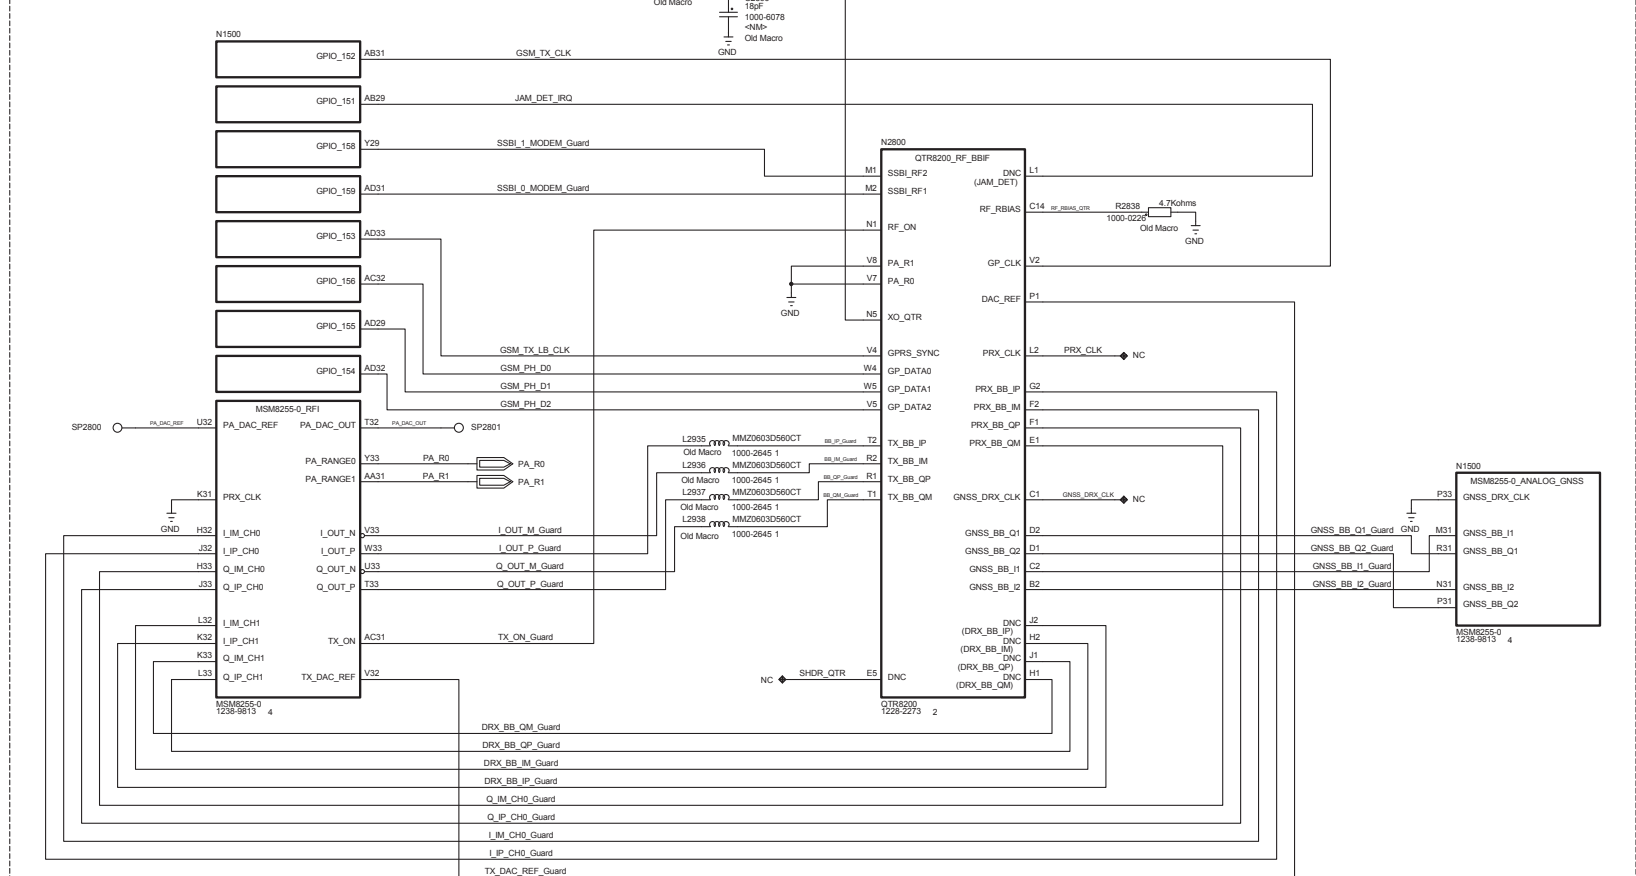 Old Macro
18pF
1000-6078
<NM>
Old Macro
GND
N1500
GPIO_152 AB31 GSM_TX_CLK
GPIO_151 AB29 JAM_DET_IRQ
GPIO_158 Y29 SSBI_1_MODEM_Guard
GPIO_159 AD31 SSBI_0_MODEM_Guard
GPIO_153 AD33
GPIO_156 AC32
GPIO_155 AD29
GPIO_154 AD32
GSM_TX_LB_CLK
GSM_PH_D0
GSM_PH_D1
GSM_PH_D2
N2800
QTR8200_RF_BBIF
M1 SSBI_RF2
M2 SSBI_RF1
N1 RF_ON
V8 PA_R1
V7 PA_R0
GND
N5 XO_QTR
V4 GPRS_SYNC
W4 GP_DATA0
W5 GP_DATA1
V5 GP_DATA2
BB_IP_Guard T2 TX_BB_IP
BB_IM_Guard R2 TX_BB_IM
BB_QP_Guard R1 TX_BB_QP
BB_QM_Guard T1 TX_BB_QM
NC SHDR_QTR E5 DNC
DNC L1
(JAM_DET)
RF_RBIAS C14 RF_RBIAS_QTR R2838 4.7Kohms
1000-0226
Old Macro
GND
GP_CLK V2
DAC_REF P1
PRX_CLK L2 PRX_CLK NC
PRX_BB_IP G2
PRX_BB_IM F2
PRX_BB_QP F1
PRX_BB_QM E1
GNSS_DRX_CLK C1 GNSS_DRX_CLK NC
GNSS_BB_Q1 D2
GNSS_BB_Q2 D1
GNSS_BB_I1 C2
GNSS_BB_I2 B2
DNC J2
(DRX_BB_IP)
DNC H2
(DRX_BB_IM)
DNC J1
(DRX_BB_QP)
DNC H1
(DRX_BB_QM)
QTR8200
1228-2273 2
L2935 MMZ0603D560CT
Old Macro 1000-2645 1
L2936 MMZ0603D560CT
Old Macro 1000-2645 1
L2937 MMZ0603D560CT
Old Macro 1000-2645 1
L2938 MMZ0603D560CT
Old Macro 1000-2645 1
MSM8255-0_RFI
SP2800 PA_DAC_REF U32 PA_DAC_REF
PA_DAC_OUT T32 PA_DAC_OUT SP2801
PA_RANGE0 Y33 PA_R0 PA_R0
PA_RANGE1 AA31 PA_R1 PA_R1
K31 PRX_CLK
GND
H32 I_IM_CH0
J32 I_IP_CH0
H33 Q_IM_CH0
J33 Q_IP_CH0
L32 I_IM_CH1
K32 I_IP_CH1
K33 Q_IM_CH1
L33 Q_IP_CH1
I_OUT_N V33 I_OUT_M_Guard
I_OUT_P W33 I_OUT_P_Guard
Q_OUT_N U33 Q_OUT_M_Guard
Q_OUT_P T33 Q_OUT_P_Guard
TX_ON AC31 TX_ON_Guard
TX_DAC_REF V32
MSM8255-0
1238-9813 4
DRX_BB_QM_Guard
DRX_BB_QP_Guard
DRX_BB_IM_Guard
DRX_BB_IP_Guard
Q_IM_CH0_Guard
Q_IP_CH0_Guard
I_IM_CH0_Guard
I_IP_CH0_Guard
TX_DAC_REF_Guard
N1500
MSM8255-0_ANALOG_GNSS
P33 GNSS_DRX_CLK
GND
GNSS_BB_Q1_Guard M31 GNSS_BB_I1
GNSS_BB_Q2_Guard R31 GNSS_BB_Q1
GNSS_BB_I1_Guard
GNSS_BB_I2_Guard N31 GNSS_BB_I2
P31 GNSS_BB_Q2
MSM8255-0
1238-9813 4